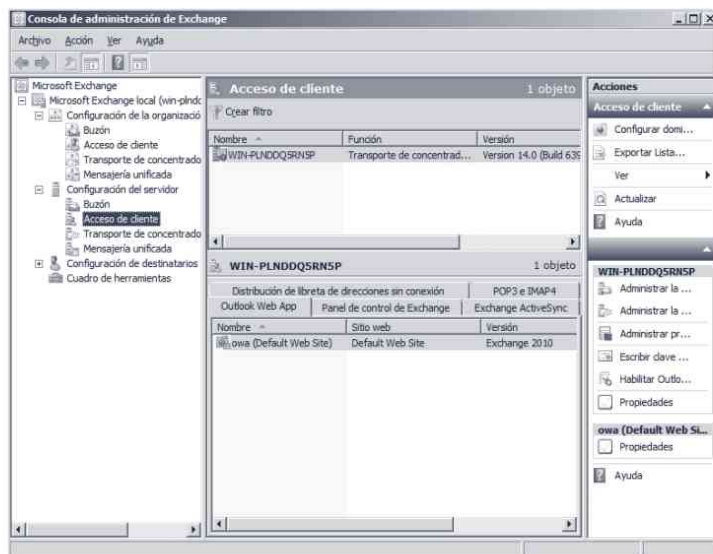 Consola de administración de Exchange
Archivo Acción Ver Ayuda
Microsoft Exchange
Microsoft Exchange local (win-plndc
Configuración de la organizació
Buzón
Acceso de cliente
Transporte de concentrado
Mensajería unificada
Configuración del servidor
Buzón
Acceso de cliente
Transporte de concentrado
Mensajería unificada
Configuración de destinatarios
Cuadro de herramientas
Acceso de cliente 1 objeto
Crear filtro
Nombre Función Versión
WIN-PLNDDQ5RN5P Transporte de concentrad... Version 14.0 (Build 639
WIN-PLNDDQ5RN5P 1 objeto
Distribución de libreta de direcciones sin conexión POP3 e IMAP4
Outlook Web App Panel de control de Exchange Exchange ActiveSync
Nombre Sitio web Versión
owa (Default Web Site) Default Web Site Exchange 2010
Acciones
Acceso de cliente
Configurar domi...
Exportar Lista...
Ver
Actualizar
Ayuda
WIN-PLNDDQ5RN5P
Administrar la ...
Administrar la ...
Administrar pr...
Escribir clave ...
Habilitar Outlo...
Propiedades
owa (Default Web Si...
Propiedades
Ayuda